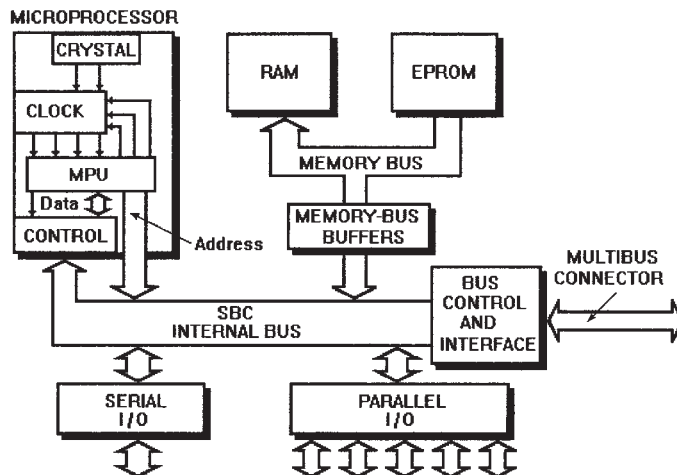 MICROPROCESSOR
CRYSTAL
CLOCK
MPU
Data
CONTROL
Address
RAM
EPROM
MEMORY BUS
MEMORY-BUS
BUFFERS
MULTIBUS
CONNECTOR
BUS
CONTROL
AND
INTERFACE
SBC
INTERNAL BUS
SERIAL
I/O
PARALLEL
I/O